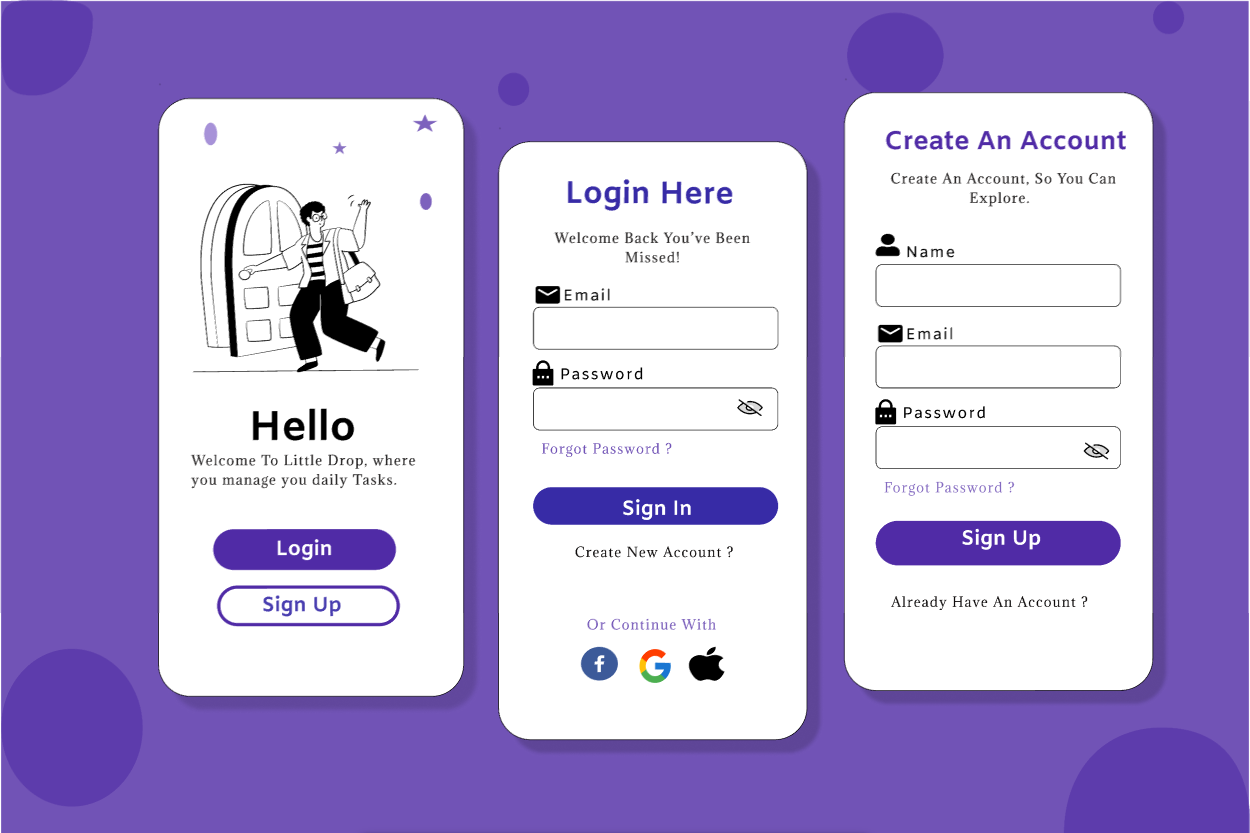 Hello
Welcome To Little Drop, where
you manage you daily Tasks.
Login
Sign Up
Login Here
Welcome Back You’ve Been
Missed!
Email
Password
Forgot Password ?
Sign In
Create New Account ?
Or Continue With
Create An Account
Create An Account, So You Can
Explore.
Name
Email
Password
Forgot Password ?
Sign Up
Already Have An Account ?